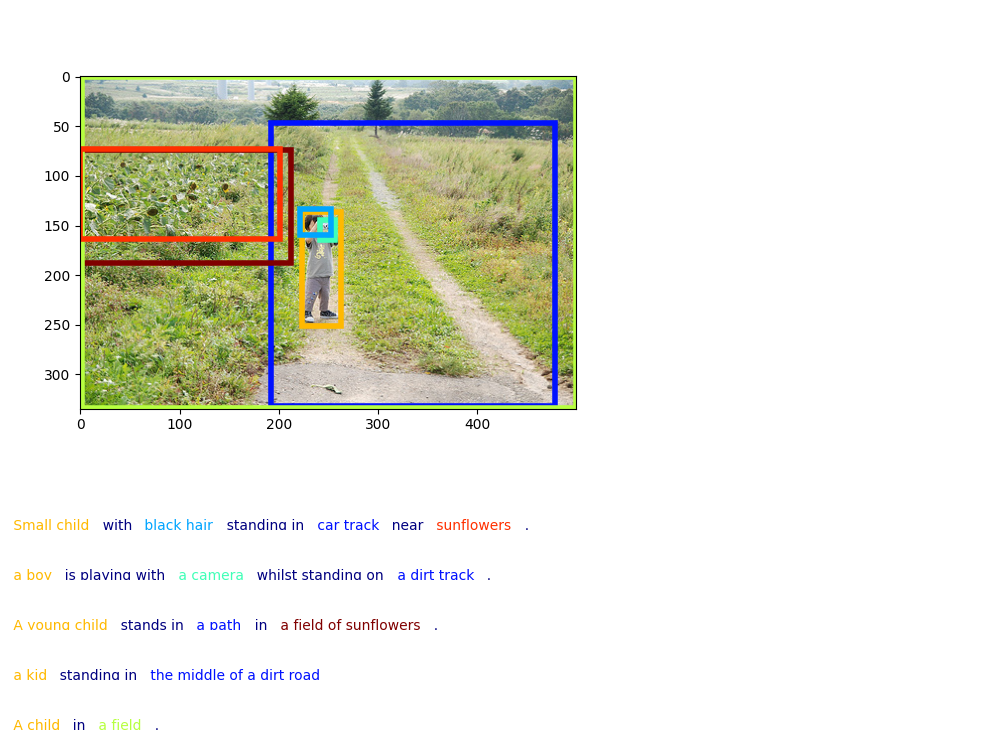 0
50
100
150
200
250
300
0 100 200 300 400
Small child with black hair standing in car track near sunflowers .
a boy is playing with a camera whilst standing on a dirt track .
A young child stands in a path in a field of sunflowers .
a kid standing in the middle of a dirt road
A child in a field .